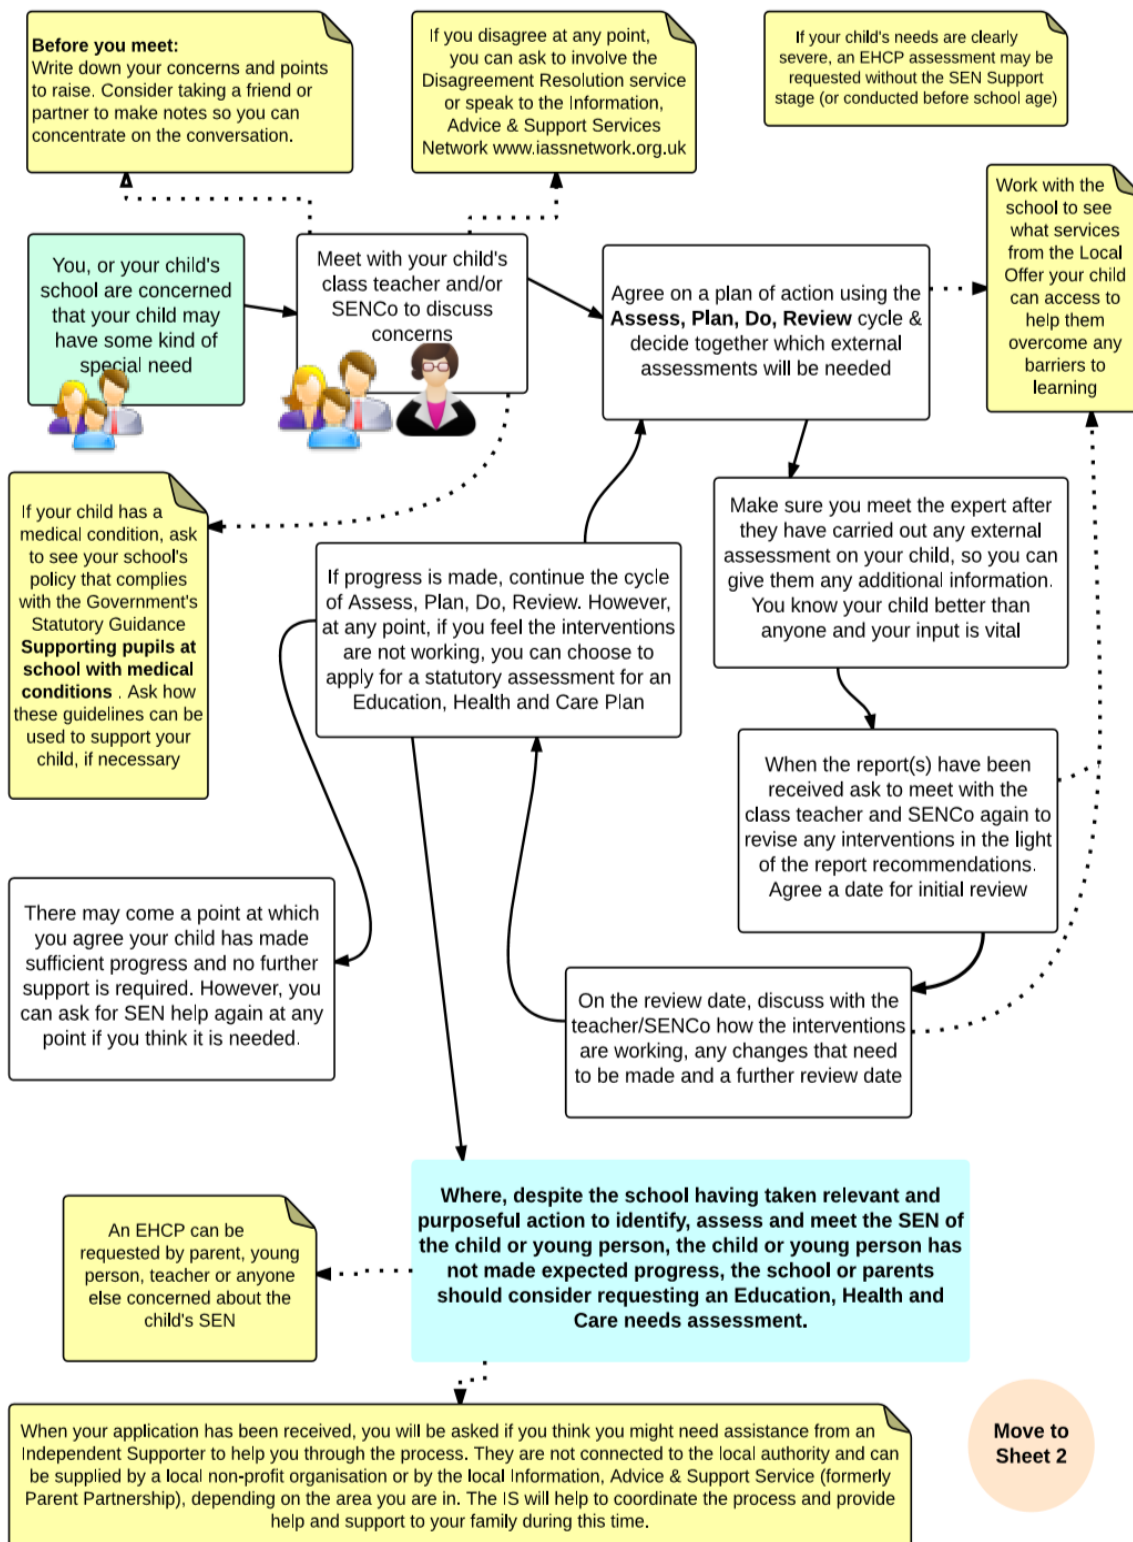 Before you meet:
Write down your concerns and points
to raise. Consider taking a friend or
partner to make notes so you can
concentrate on the conversation.
If you disagree at any point,
you can ask to involve the
Disagreement Resolution service
or speak to the Information,
Advice & Support Services
Network www.iassnetwork.org.uk
If your child's needs are clearly
severe, an EHCP assessment may be
requested without the SEN Support
stage (or conducted before school age)
You, or your child's
school are concerned
that your child may
have some kind of
special need
Meet with your child's
class teacher and/or
SENCo to discuss
concerns
Agree on a plan of action using the
Assess, Plan, Do, Review cycle &
decide together which external
assessments will be needed
Work with the
school to see
what services
from the Local
Offer your child
can access to
help them
overcome any
barriers to
learning
If your child has a
medical condition, ask
to see your school's
policy that complies
with the Government's
Statutory Guidance
Supporting pupils at
school with medical
conditions . Ask how
these guidelines can be
used to support your
child, if necessary
If progress is made, continue the cycle
of Assess, Plan, Do, Review. However,
at any point, if you feel the interventions
are not working, you can choose to
apply for a statutory assessment for an
Education, Health and Care Plan
Make sure you meet the expert after
they have carried out any external
assessment on your child, so you can
give them any additional information.
You know your child better than
anyone and your input is vital
When the report(s) have been
received ask to meet with the
class teacher and SENCo again to
revise any interventions in the light
of the report recommendations.
Agree a date for initial review
There may come a point at which
you agree your child has made
sufficient progress and no further
support is required. However, you
can ask for SEN help again at any
point if you think it is needed.
On the review date, discuss with the
teacher/SENCo how the interventions
are working, any changes that need
to be made and a further review date
Where, despite the school having taken relevant and
purposeful action to identify, assess and meet the SEN of
the child or young person, the child or young person has
not made expected progress, the school or parents
should consider requesting an Education, Health and
Care needs assessment.
An EHCP can be
requested by parent, young
person, teacher or anyone
else concerned about the
child's SEN
When your application has been received, you will be asked if you think you might need assistance from an
Independent Supporter to help you through the process. They are not connected to the local authority and can
be supplied by a local non-profit organisation or by the local Information, Advice & Support Service (formerly
Parent Partnership), depending on the area you are in. The IS will help to coordinate the process and provide
help and support to your family during this time.
Move to
Sheet 2